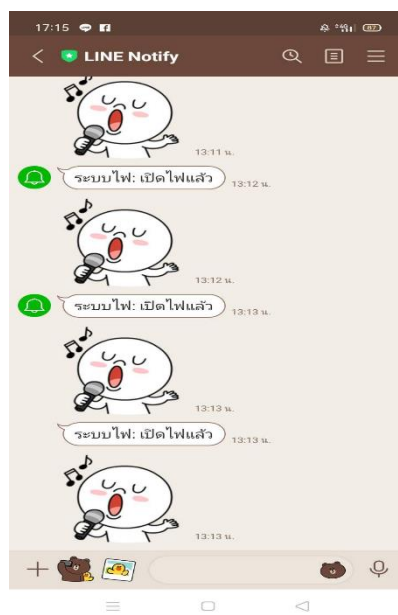 17:15
LINE Notify
13:11 น.
ระบบไฟ: เปิดไฟแล้ว 13:12 น.
13:12 น.
ระบบไฟ: เปิดไฟแล้ว 13:13 น.
13:13 น.
ระบบไฟ: เปิดไฟแล้ว 13:13 น.
13:13 น.